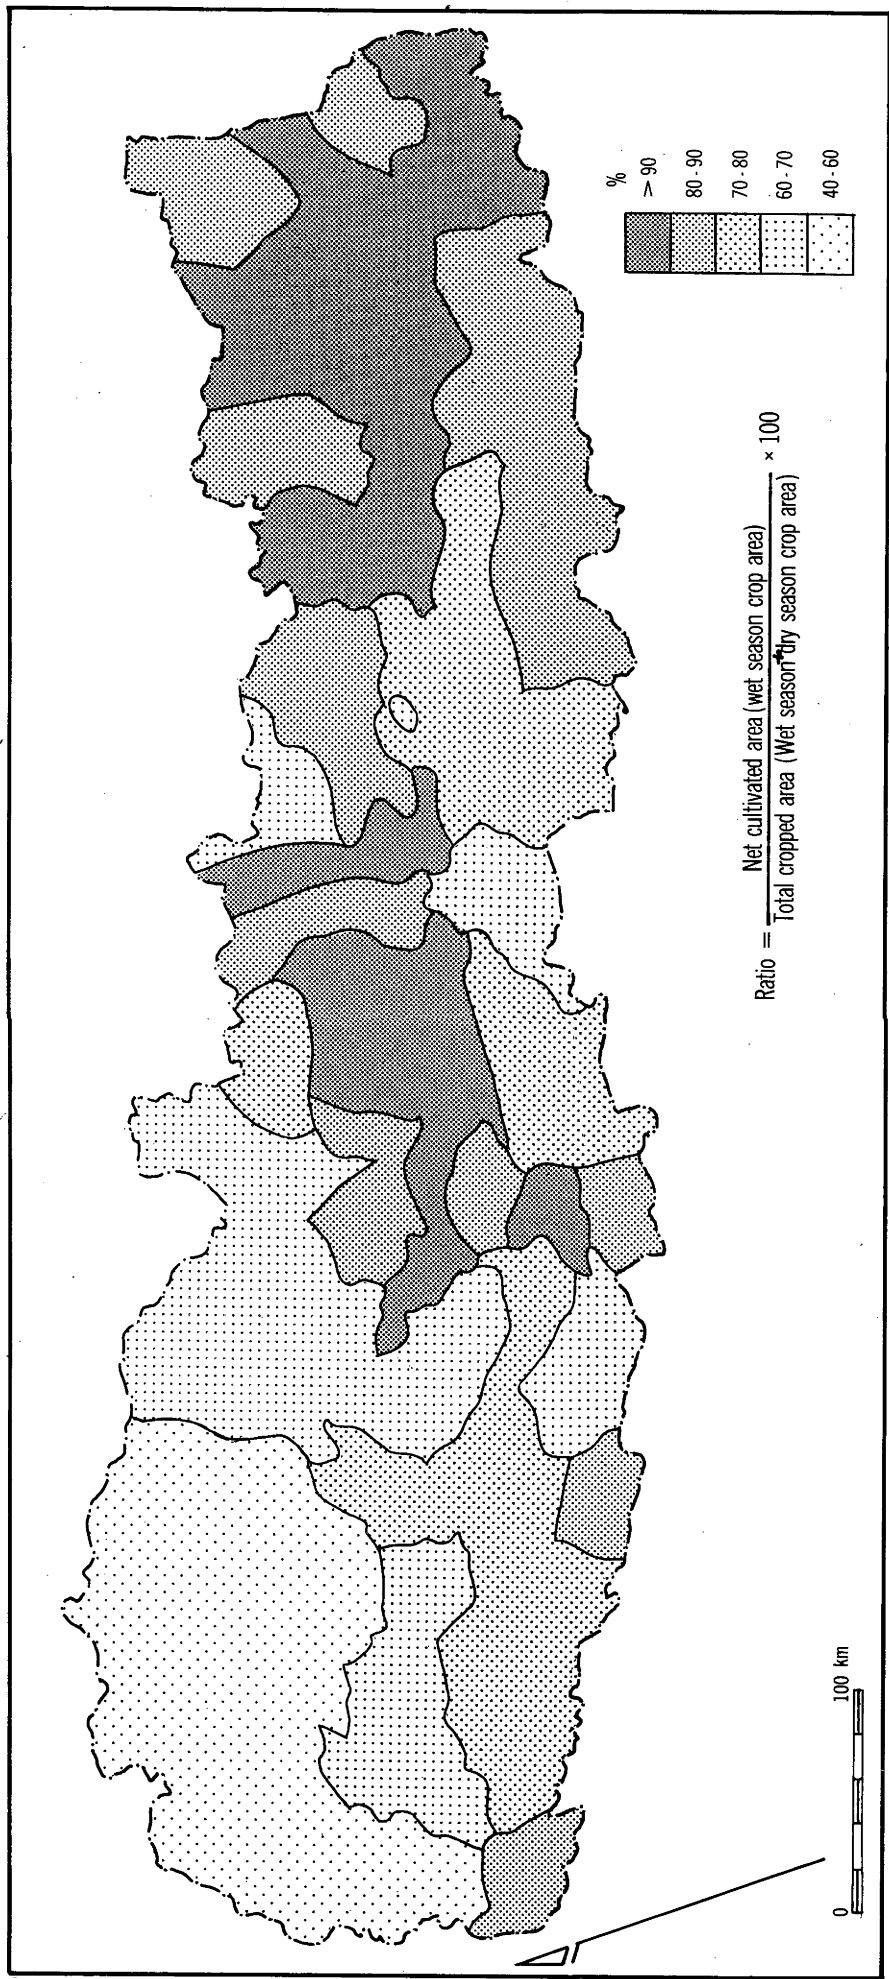 %
> 90
80 - 90
70 - 80
60 - 70
40 - 60
Ratio = Net cultivated area (wet season crop area) × 100
Total cropped area (Wet season + dry season crop area)
0 100 km